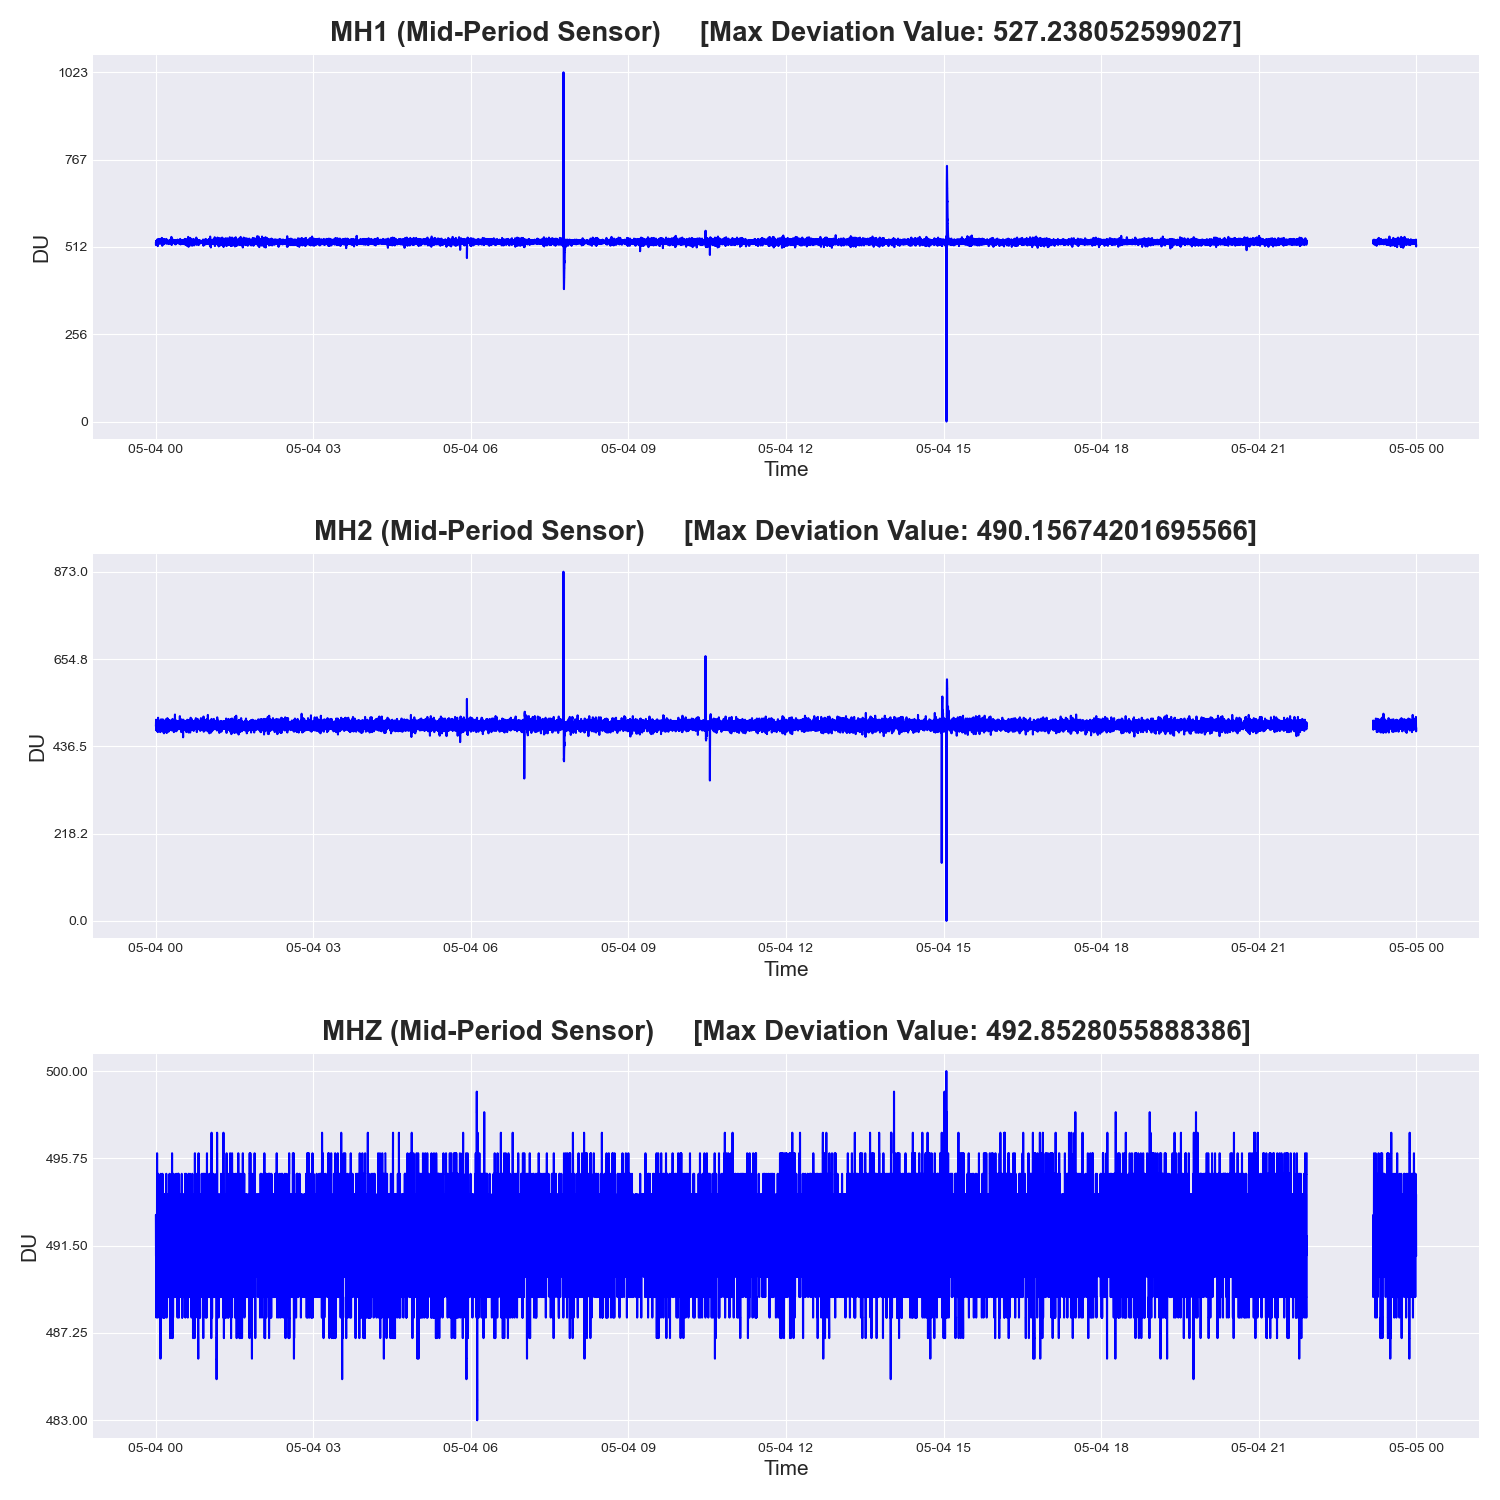 MH1 (Mid-Period Sensor) [Max Deviation Value: 527.238052599027]
1023
767
512
256
0
DU
05-04 00 05-04 03 05-04 06 05-04 09 05-04 12 05-04 15 05-04 18 05-04 21 05-05 00
Time
MH2 (Mid-Period Sensor) [Max Deviation Value: 490.15674201695566]
873.0
654.8
436.5
218.2
0.0
DU
05-04 00 05-04 03 05-04 06 05-04 09 05-04 12 05-04 15 05-04 18 05-04 21 05-05 00
Time
MHZ (Mid-Period Sensor) [Max Deviation Value: 492.8528055888386]
500.00
495.75
491.50
487.25
483.00
DU
05-04 00 05-04 03 05-04 06 05-04 09 05-04 12 05-04 15 05-04 18 05-04 21 05-05 00
Time